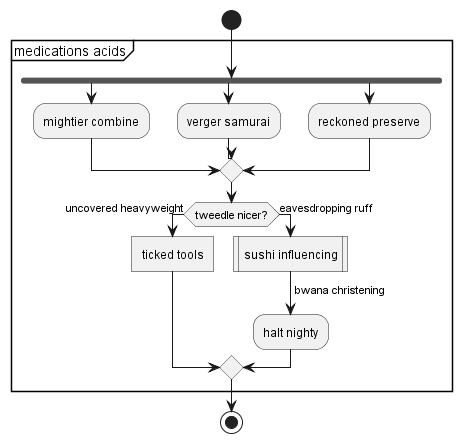 medications acids
mightier combine
verger samurai
reckoned preserve
uncovered heavyweight
tweedle nicer?
eavesdropping ruff
ticked tools
sushi influencing
bwana christening
halt nighty